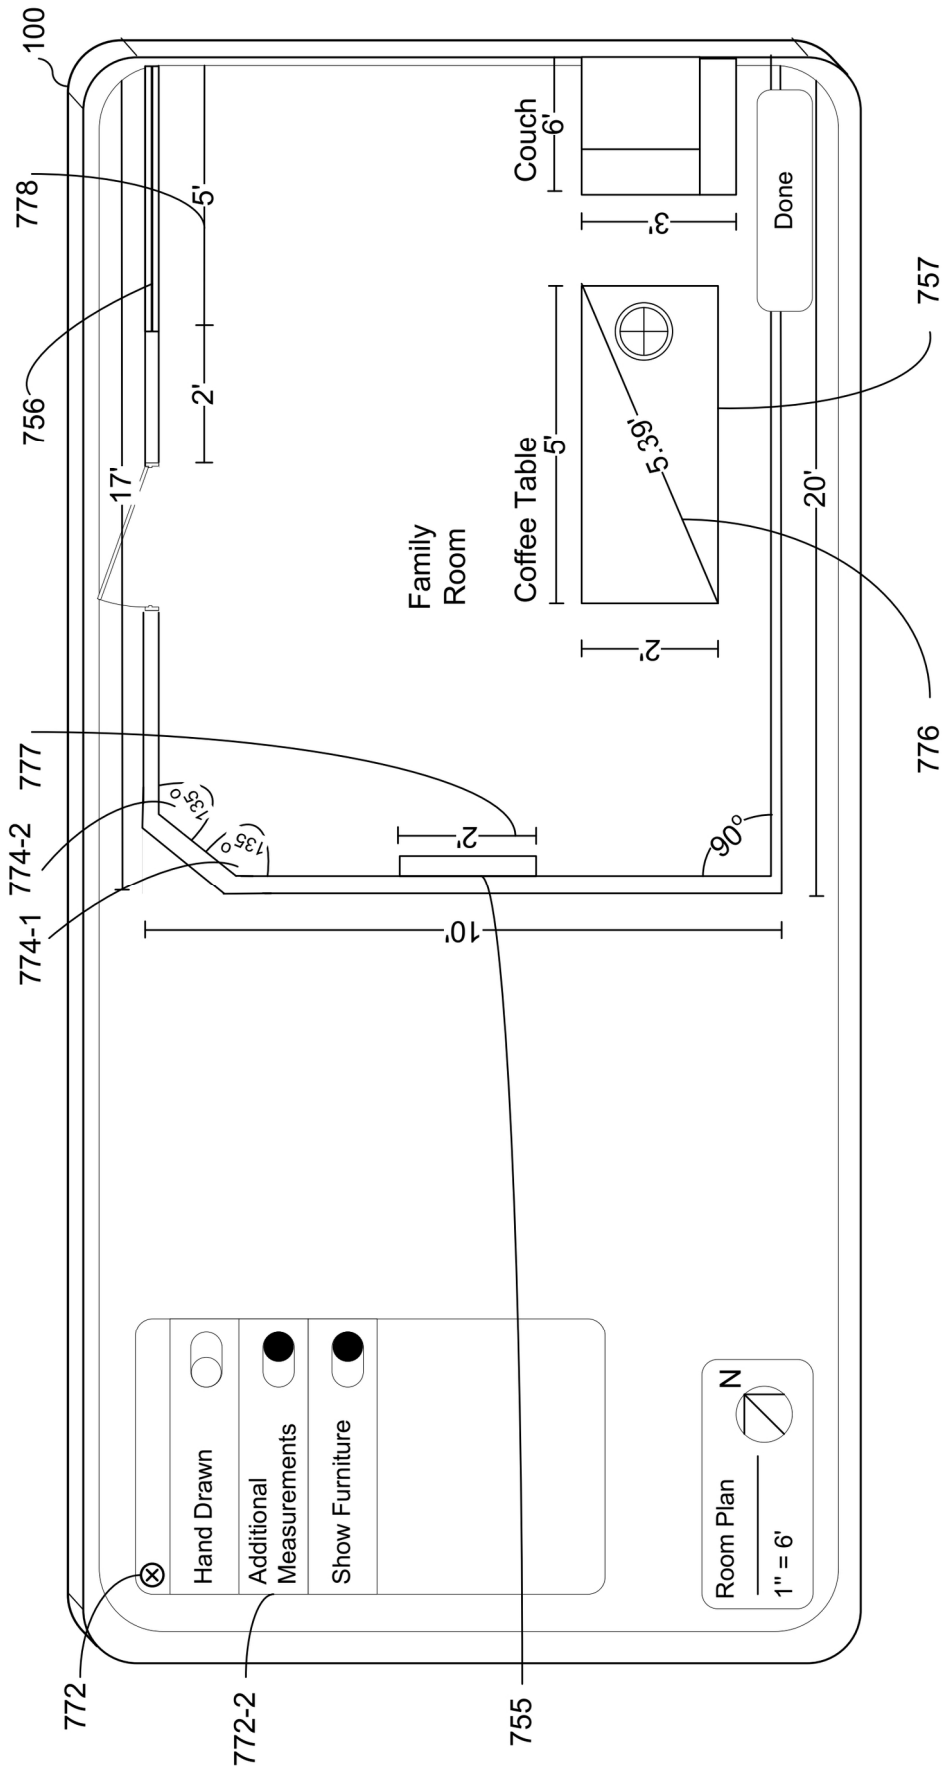 772
774-1
774-2
777
756
778
100
17'
2'
5'
Hand Drawn
Additional
Measurements
Show Furniture
135°
135°
2'
10'
90°
Family
Room
Coffee Table
5'
2'
5.39'
Couch
6'
3'
Room Plan
N
1" = 6'
20'
Done
772-2
755
776
757